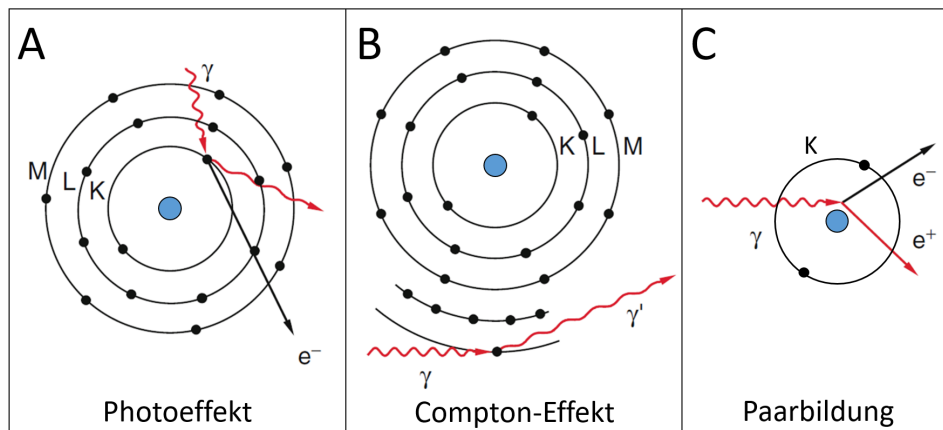 A
γ
M
L
K
e⁻
Photoeffekt
B
K
L
M
γ
γ'
Compton-Effekt
C
K
γ
e⁻
e⁺
Paarbildung